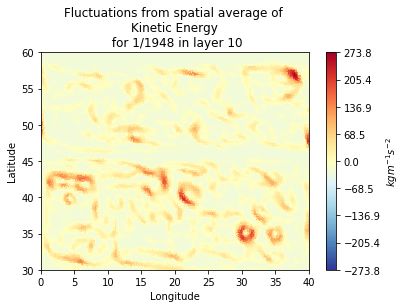 Fluctuations from spatial average of
Kinetic Energy
for 1/1948 in layer 10
60
55
50
45
40
35
30
Latitude
0 5 10 15 20 25 30 35 40
Longitude
273.8
205.4
136.9
68.5
0.0
−68.5
−136.9
−205.4
−273.8
kgm⁻¹s⁻²